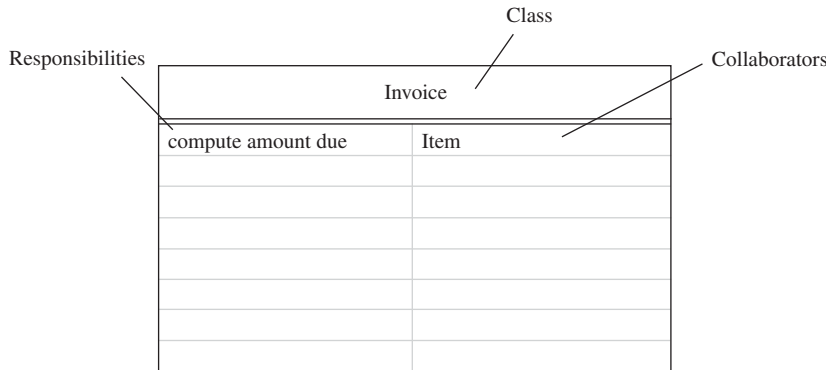 Class
Responsibilities
Collaborators
Invoice
compute amount due
Item